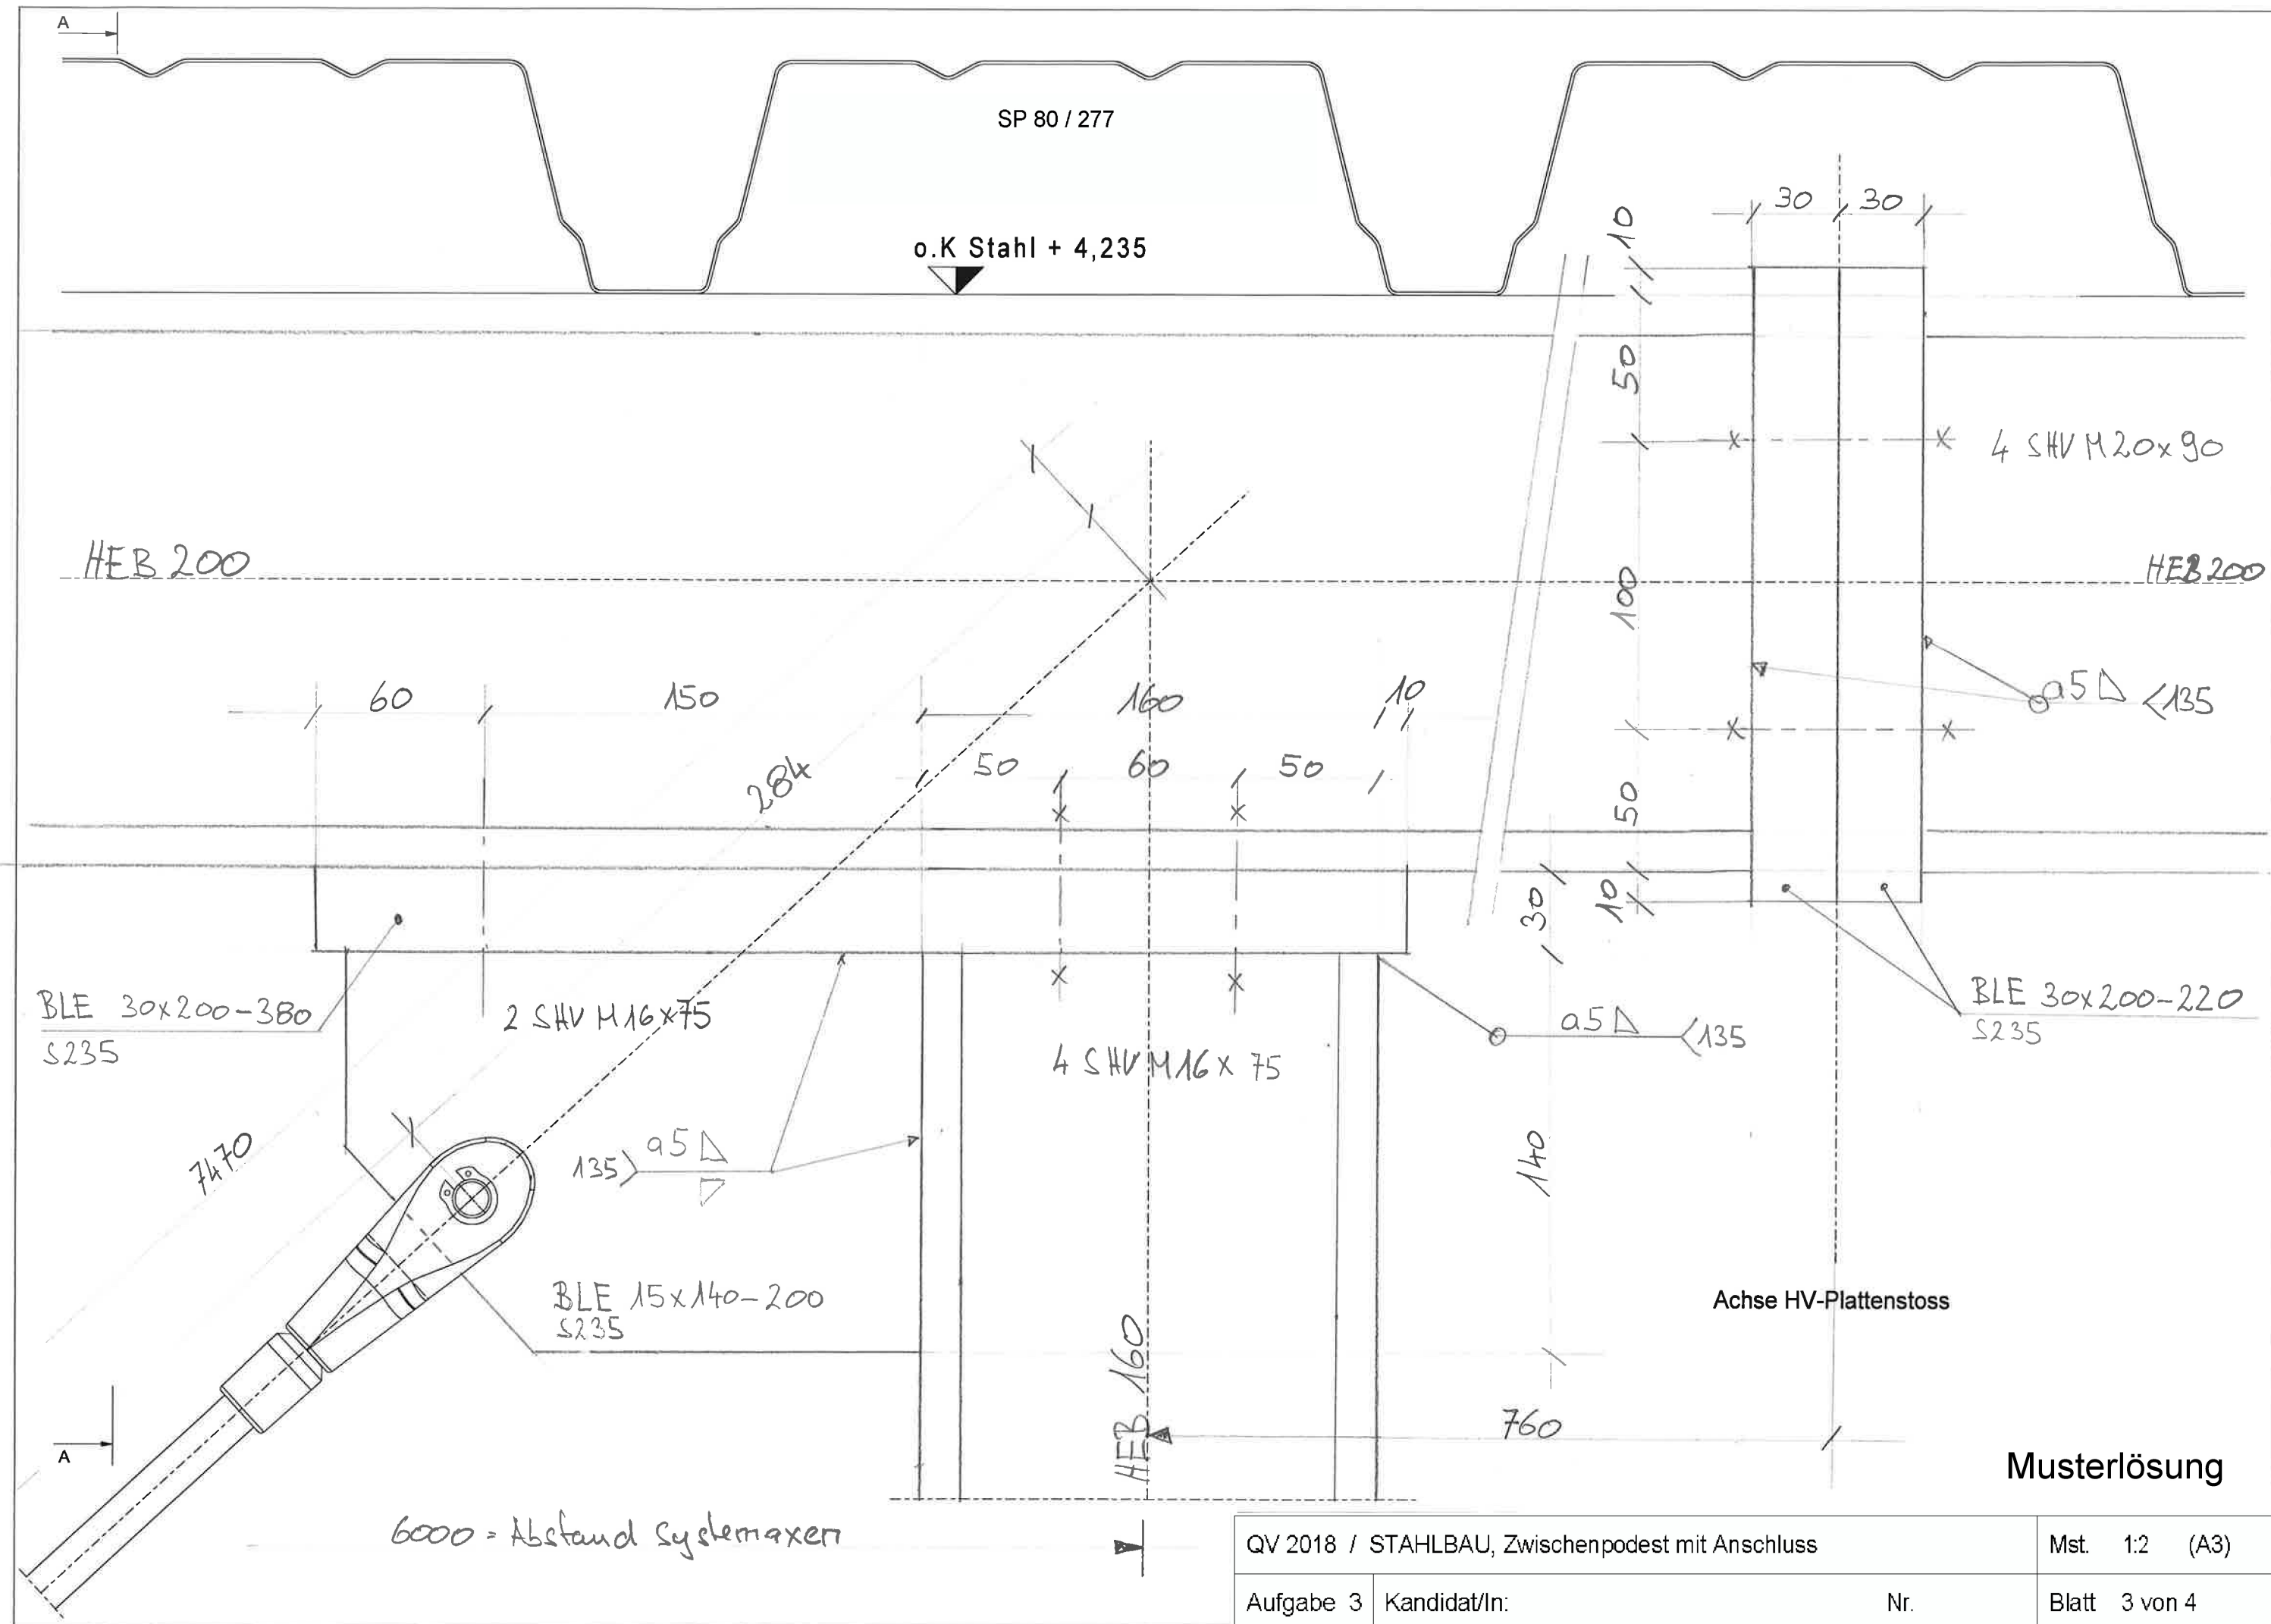 A
SP 80 / 277
o.K Stahl + 4,235
30 30
10
50
4 SHV M20x90
HEB 200
HEB 200
100
60 150 160 10
a5 135
50 60 50
284
50
30
10
BLE 30x200-380
S235
2 SHV M16x75
4 SHV M16x75
a5 135
BLE 30x200-220
S235
7470
135 a5
140
BLE 15x140-200
S235
Achse HV-Plattenstoss
HEB 160
760
A
Musterlösung
6000 = Abstand Systemaxen
QV 2018 / STAHLBAU, Zwischenpodest mit Anschluss
Mst. 1:2 (A3)
Aufgabe 3
Kandidat/In: Nr.
Blatt 3 von 4